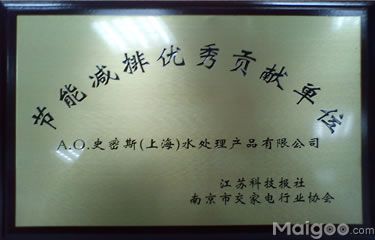 节能减排优秀贡献单位
A.O.史密斯(上海)水处理产品有限公司
江苏科技报社
南京市交家电行业协会
Maigoo.com